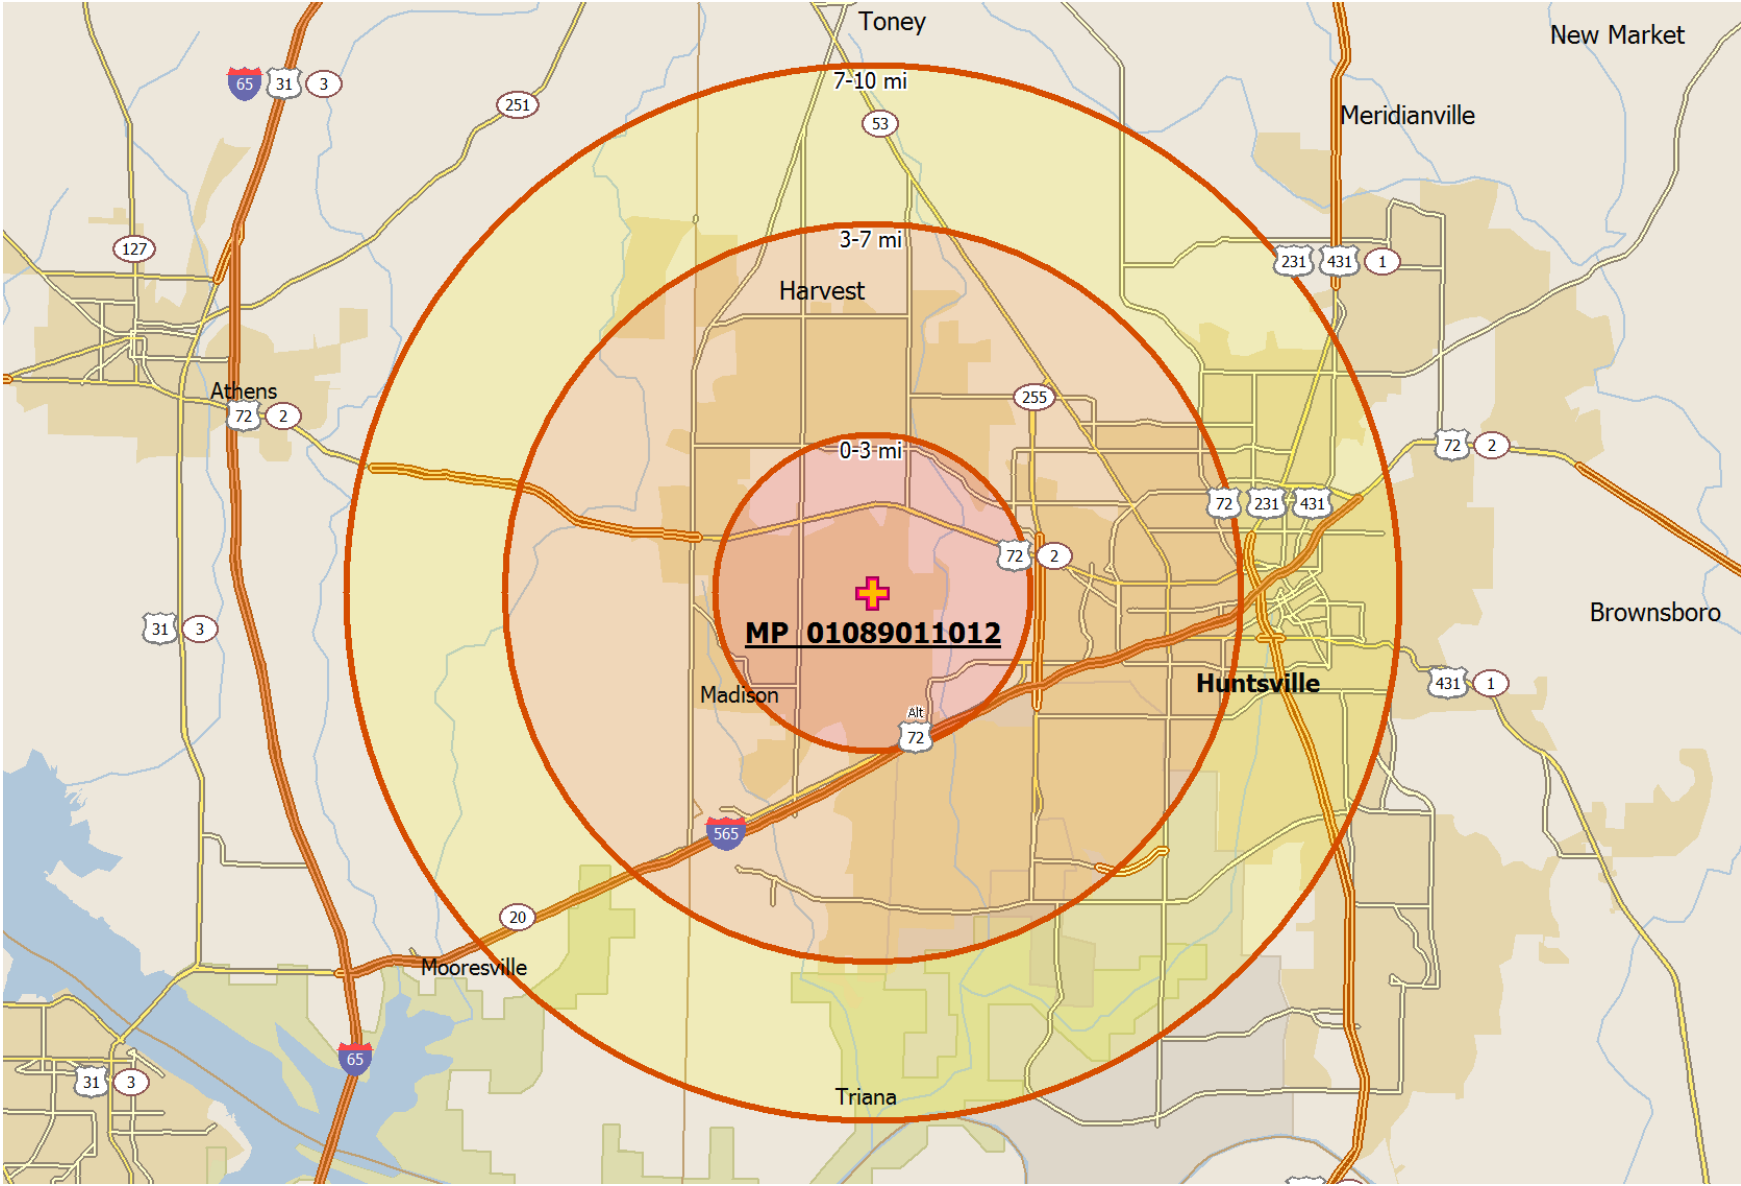 Toney
New Market
7-10 mi
65
31
3
251
53
Meridianville
127
3-7 mi
231
431
1
Harvest
Athens
72
2
255
0-3 mi
72
2
72
231
431
72
2
31
3
MP_01089011012
Brownsboro
Madison
Huntsville
431
1
Alt
72
565
20
Mooresville
65
31
3
Triana